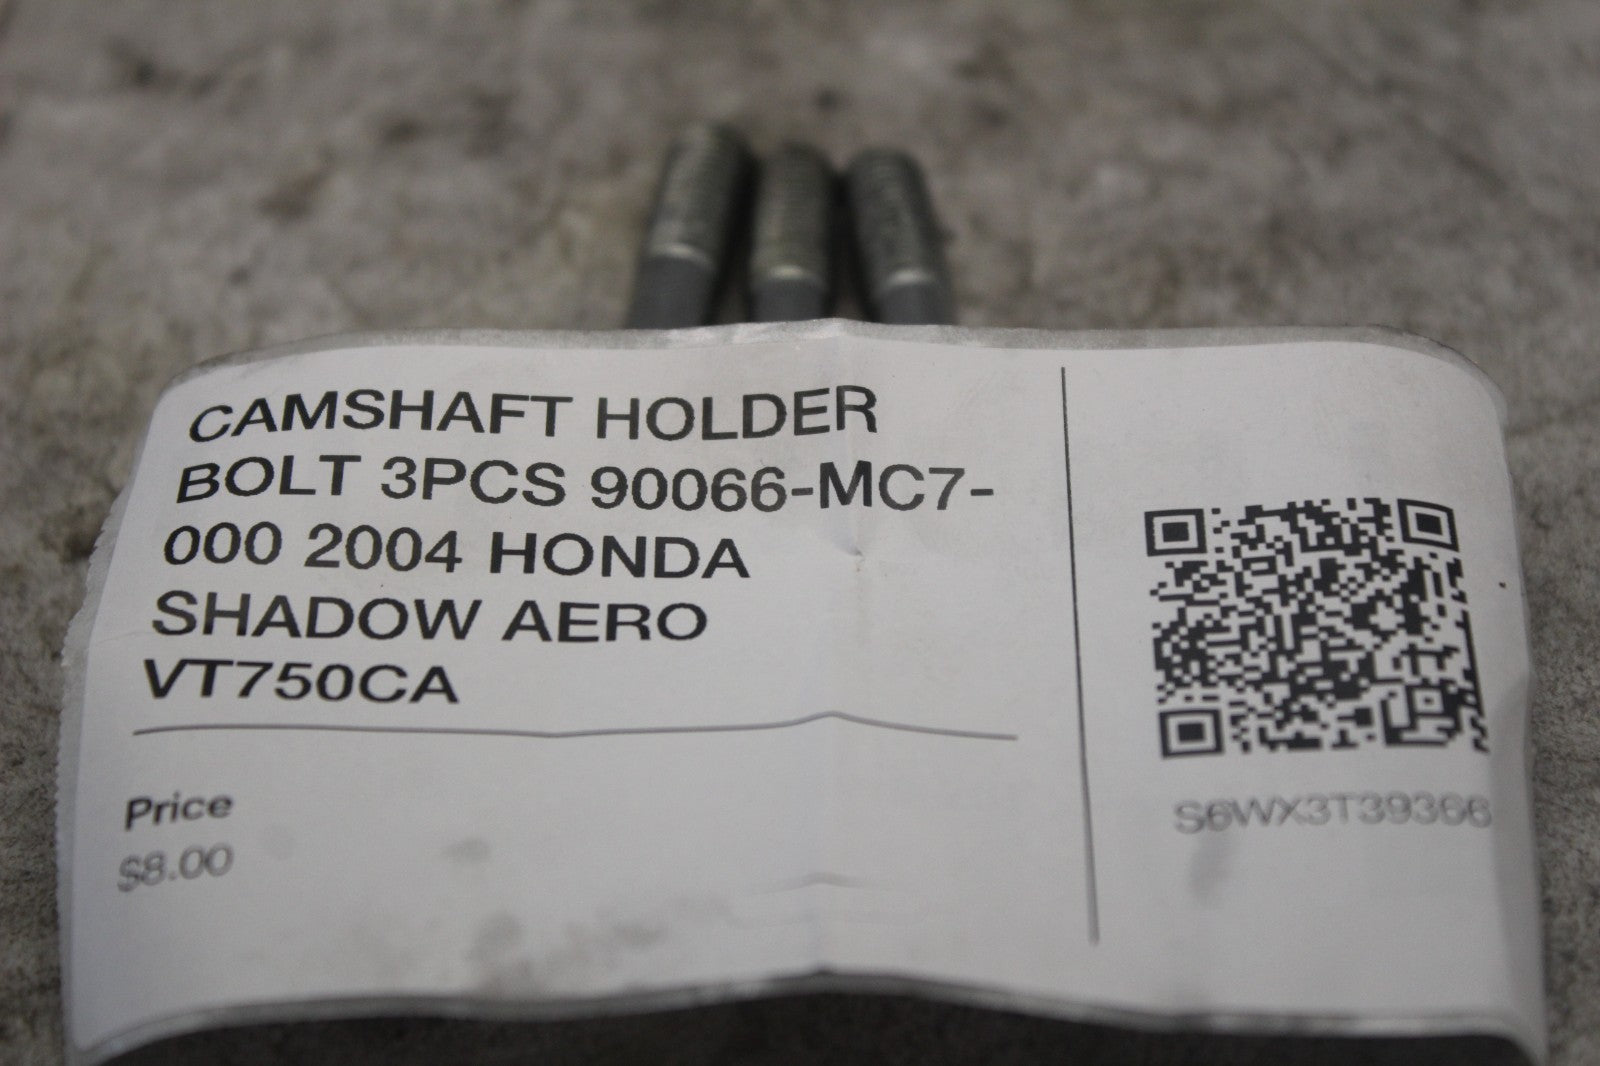 CAMSHAFT HOLDER
BOLT 3PCS 90066-MC7-
000 2004 HONDA
SHADOW AERO
VT750CA
Price
$8.00
S6WX3T39366